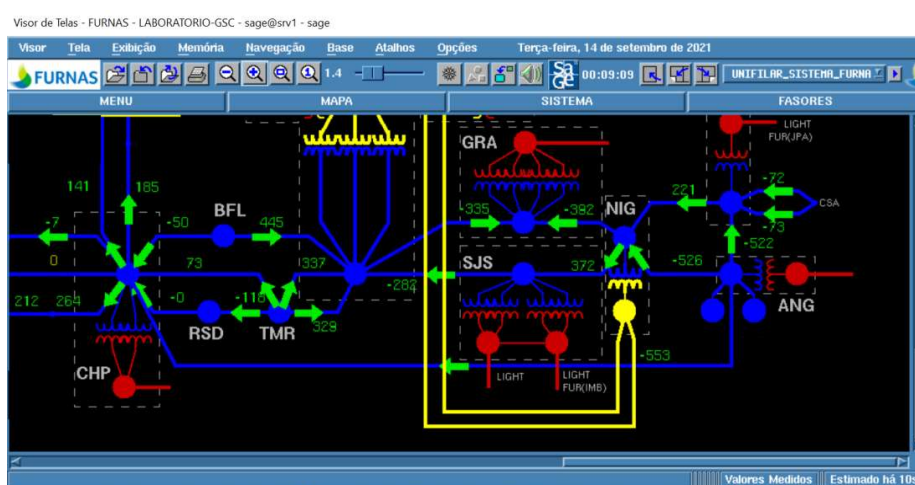 Visor de Telas - FURNAS - LABORATORIO-GSC - sage@srv1 - sage
Visor Tela Exibição Memória Navegação Base Atalhos Opções Terça-feira, 14 de setembro de 2021
FURNAS 1.4 Sage 00:09:09 UNIFILAR_SISTEMA_FURNA
MENU MAPA SISTEMA FASORES
LIGHT
FUR(JPA)
GRA
141 185 221 -72
CSA
-7 -50 BFL 445 -335 -392 NIG -73
-522
0 73 337 SJS 372 -526
-282
212 264 -0 -116 ANG
RSD TMR 329
-553
CHP LIGHT LIGHT
FUR(IMB)
Valores Medidos Estimado há 10s